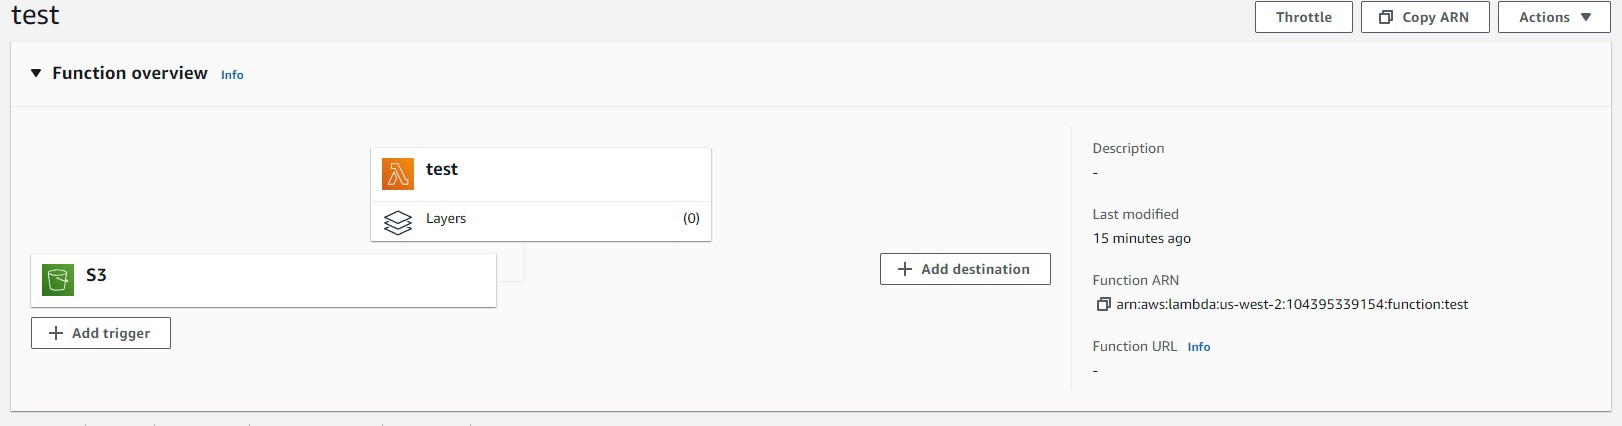 test
Throttle
Copy ARN
Actions
Function overview Info
test
Layers (0)
S3
Add trigger
Add destination
Description
-
Last modified
15 minutes ago
Function ARN
arn:aws:lambda:us-west-2:104395339154:function:test
Function URL Info
-